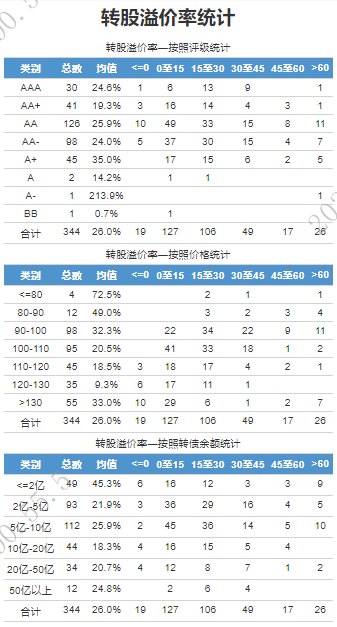 转股溢价率统计
转股溢价率—按照评级统计
类别 总数 均值 <=0 0至15 15至30 30至45 45至60 >60
AAA 30 24.6% 1 6 13 9 1
AA+ 41 19.3% 3 16 14 4 3 1
AA 126 25.9% 10 49 33 15 8 11
AA- 98 24.0% 5 37 30 15 4 7
A+ 45 35.0% 17 15 6 2 5
A 2 14.2% 1 1
A- 1 213.9% 1
BB 1 0.7% 1
合计 344 26.0% 19 127 106 49 17 26
转股溢价率—按照价格统计
类别 总数 均值 <=0 0至15 15至30 30至45 45至60 >60
<=80 4 72.5% 2 1 1
80-90 12 49.0% 3 2 3 4
90-100 98 32.3% 22 34 22 9 11
100-110 95 20.5% 41 33 18 1 2
110-120 45 18.5% 3 18 17 4 2 1
120-130 35 9.3% 6 17 11 1
>130 55 33.0% 10 29 6 1 2 7
合计 344 26.0% 19 127 106 49 17 26
转股溢价率—按照转债余额统计
类别 总数 均值 <=0 0至15 15至30 30至45 45至60 >60
<=2亿 49 45.3% 6 16 12 3 3 9
2亿-5亿 93 21.9% 3 36 29 16 4 5
5亿-10亿 112 25.9% 2 45 36 14 5 10
10亿-20亿 44 18.3% 4 16 15 5 4
20亿-50亿 34 20.7% 4 12 8 7 1 2
50亿以上 12 24.8% 2 6 4
合计 344 26.0% 19 127 106 49 17 26